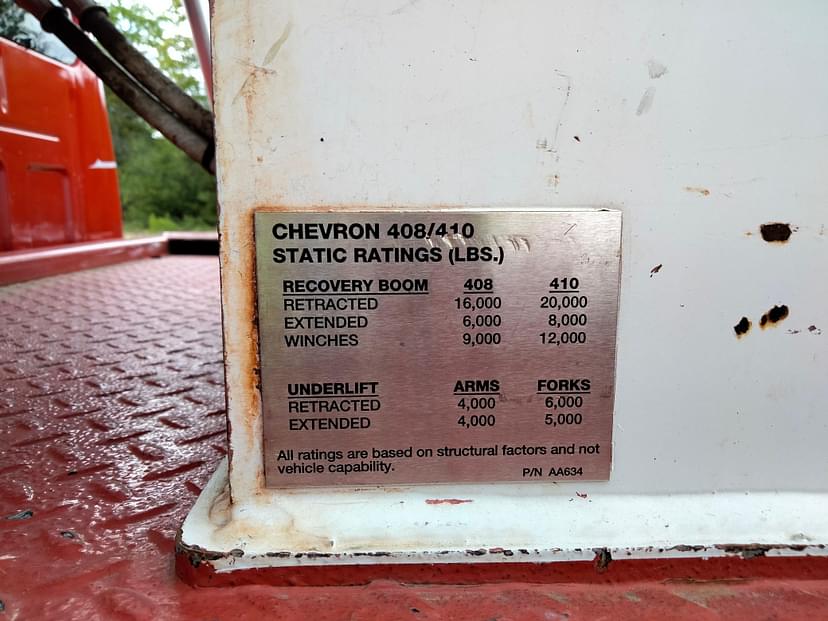 CHEVRON 408/410
STATIC RATINGS (LBS.)
RECOVERY BOOM 408 410
RETRACTED 16,000 20,000
EXTENDED 6,000 8,000
WINCHES 9,000 12,000
UNDERLIFT ARMS FORKS
RETRACTED 4,000 6,000
EXTENDED 4,000 5,000
All ratings are based on structural factors and not
vehicle capability. P/N AA634